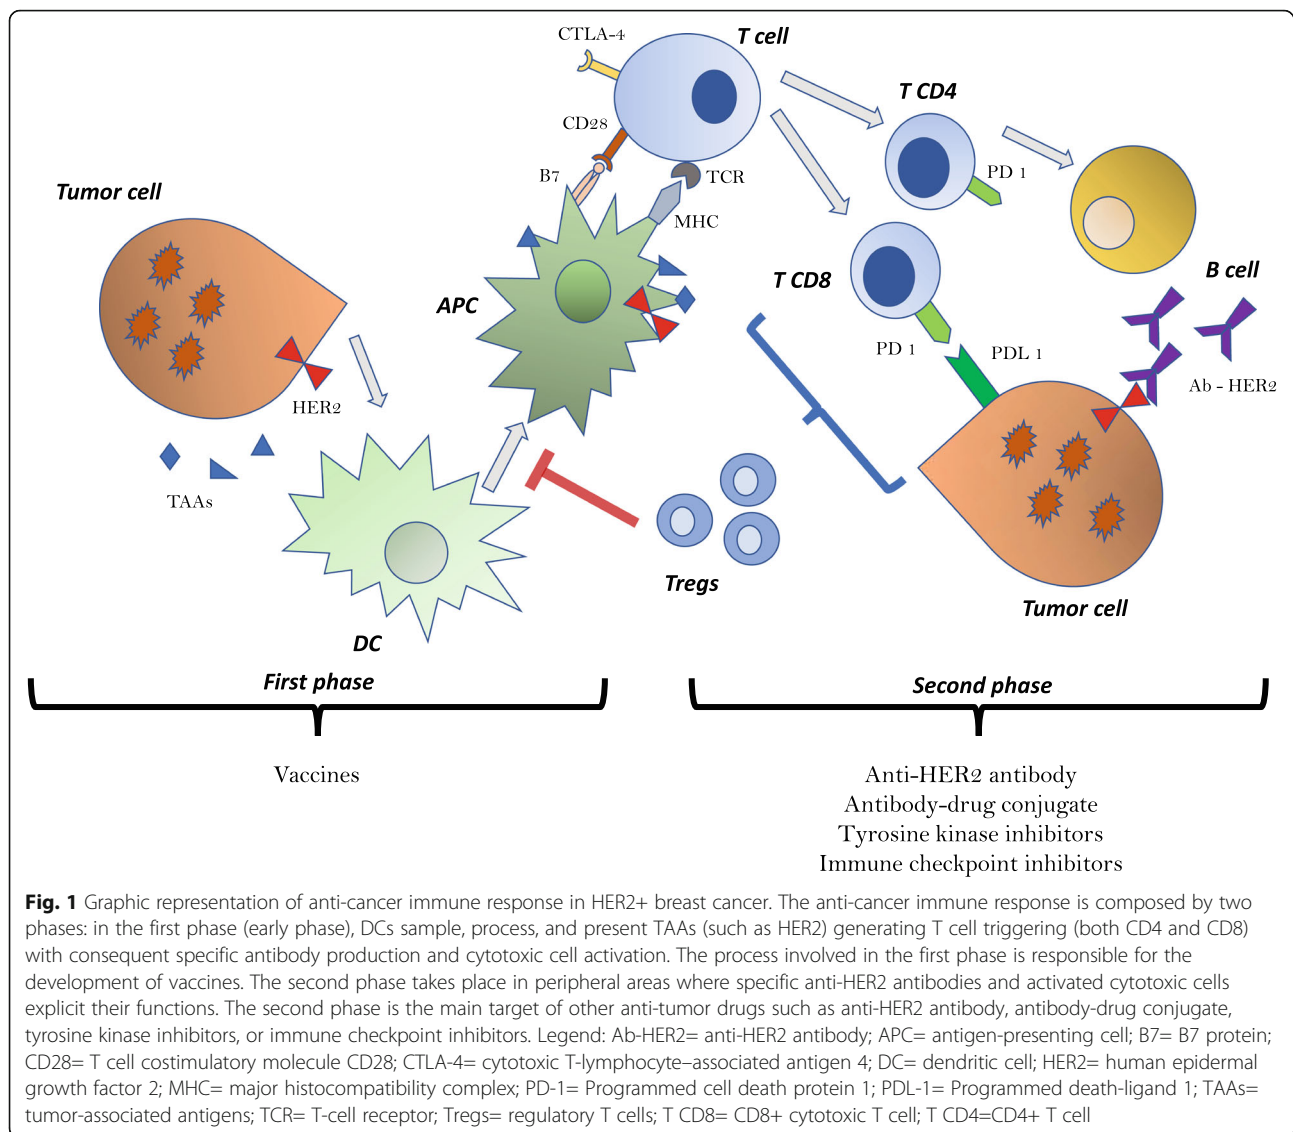 CTLA-4
T cell
CD28
T CD4
B7
TCR
PD 1
Tumor cell
MHC
APC
T CD8
B cell
HER2
PD 1
PDL 1
Ab - HER2
TAAs
Tregs
Tumor cell
DC
First phase
Second phase
Vaccines
Anti-HER2 antibody
Antibody-drug conjugate
Tyrosine kinase inhibitors
Immune checkpoint inhibitors
Fig. 1 Graphic representation of anti-cancer immune response in HER2+ breast cancer. The anti-cancer immune response is composed by two
phases: in the first phase (early phase), DCs sample, process, and present TAAs (such as HER2) generating T cell triggering (both CD4 and CD8)
with consequent specific antibody production and cytotoxic cell activation. The process involved in the first phase is responsible for the
development of vaccines. The second phase takes place in peripheral areas where specific anti-HER2 antibodies and activated cytotoxic cells
explicit their functions. The second phase is the main target of other anti-tumor drugs such as anti-HER2 antibody, antibody-drug conjugate,
tyrosine kinase inhibitors, or immune checkpoint inhibitors. Legend: Ab-HER2= anti-HER2 antibody; APC= antigen-presenting cell; B7= B7 protein;
CD28= T cell costimulatory molecule CD28; CTLA-4= cytotoxic T-lymphocyte–associated antigen 4; DC= dendritic cell; HER2= human epidermal
growth factor 2; MHC= major histocompatibility complex; PD-1= Programmed cell death protein 1; PDL-1= Programmed death-ligand 1; TAAs=
tumor-associated antigens; TCR= T-cell receptor; Tregs= regulatory T cells; T CD8= CD8+ cytotoxic T cell; T CD4=CD4+ T cell